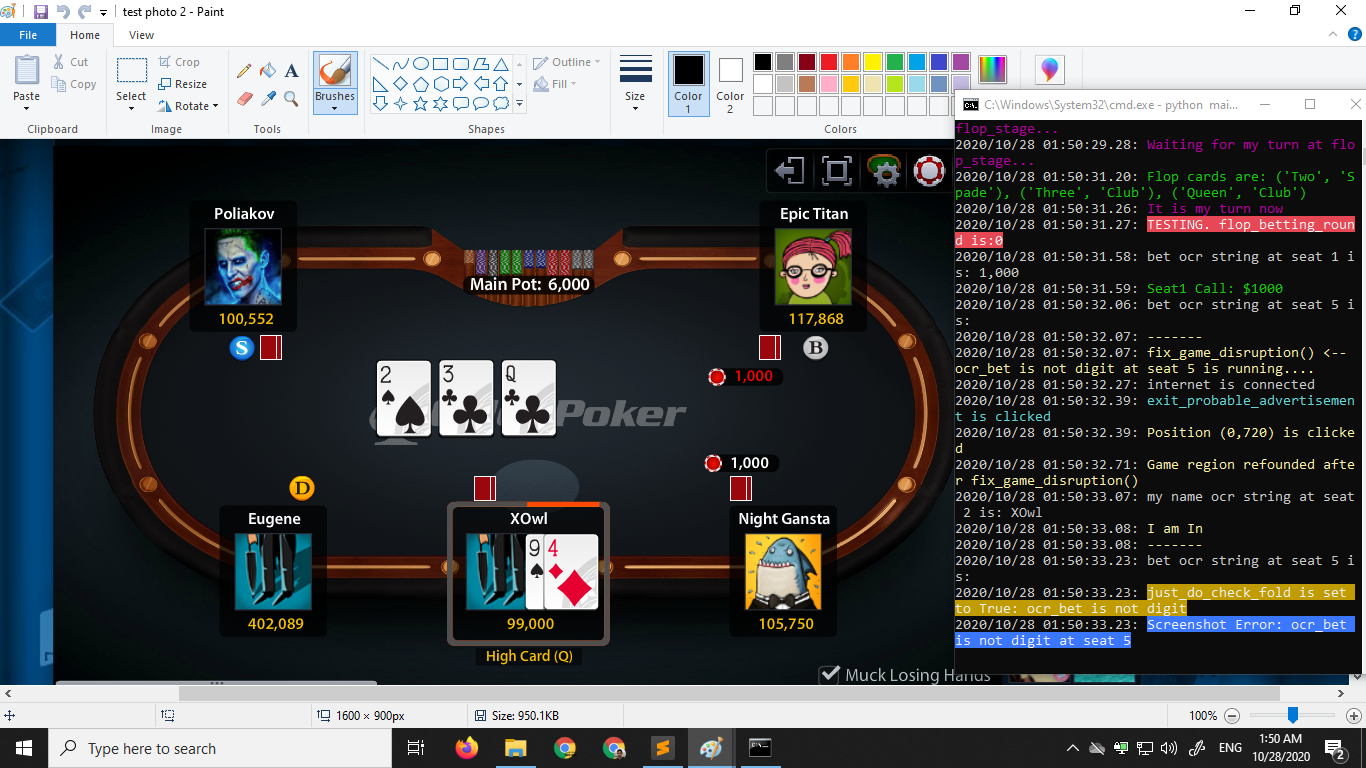 test photo 2 - Paint
File
Home
View
Paste
Cut
Copy
Clipboard
Select
Crop
Resize
Rotate
Image
A
Tools
Brushes
Outline
Fill
Shapes
Size
Color
1
Color
2
Colors
C:\Windows\System32\cmd.exe - python mai...
Poliakov
100,552
S
Main Pot: 6,000
Epic Titan
117,868
B
1,000
2
3
Q
Poker
1,000
D
Eugene
402,089
XOwl
9
4
99,000
High Card (Q)
Night Gansta
105,750
Muck Losing Hands
flop_stage...
2020/10/28 01:50:29.28: Waiting for my turn at flo
p_stage...
2020/10/28 01:50:31.20: Flop cards are: ('Two', 'S
pade'), ('Three', 'Club'), ('Queen', 'Club')
2020/10/28 01:50:31.26: It is my turn now
2020/10/28 01:50:31.27: TESTING. flop_betting_roun
d is:0
2020/10/28 01:50:31.58: bet ocr string at seat 1 i
s: 1,000
2020/10/28 01:50:31.59: Seat1 Call: $1000
2020/10/28 01:50:32.06: bet ocr string at seat 5 i
s:
2020/10/28 01:50:32.07: -------
2020/10/28 01:50:32.07: fix_game_disruption() <--
ocr_bet is not digit at seat 5 is running....
2020/10/28 01:50:32.27: internet is connected
2020/10/28 01:50:32.39: exit_probable_advertisemen
t is clicked
2020/10/28 01:50:32.39: Position (0,720) is clicke
d
2020/10/28 01:50:32.71: Game region refounded afte
r fix_game_disruption()
2020/10/28 01:50:33.07: my name ocr string at seat
2 is: XOwl
2020/10/28 01:50:33.08: I am In
2020/10/28 01:50:33.08: -------
2020/10/28 01:50:33.23: bet ocr string at seat 5 i
s:
2020/10/28 01:50:33.23: just_do_check_fold is set
to True: ocr_bet is not digit
2020/10/28 01:50:33.23: Screenshot Error: ocr_bet
is not digit at seat 5
1600 × 900px
Size: 950.1KB
100%
Type here to search
ENG
1:50 AM
10/28/2020
2